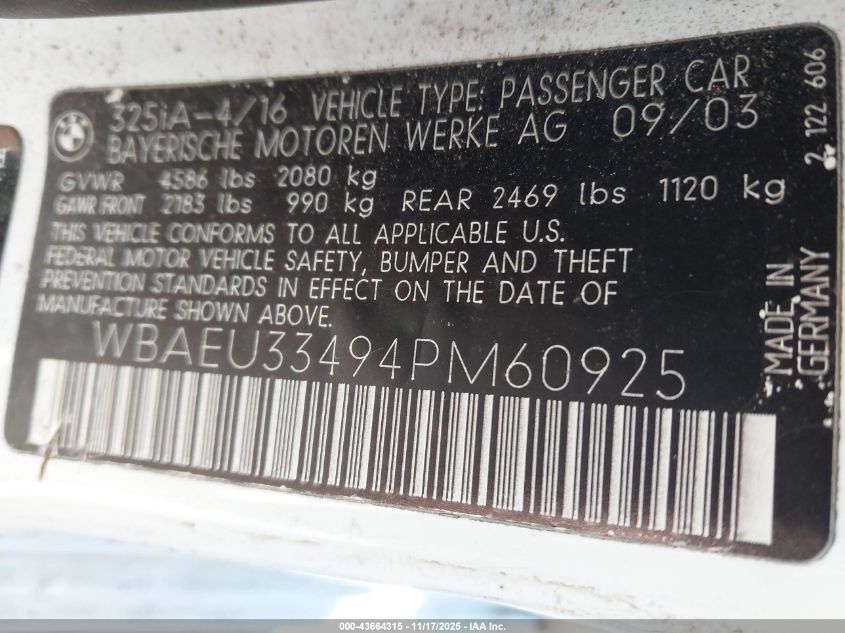 BMW
325iA-4/16 VEHICLE TYPE: PASSENGER CAR
BAYERISCHE MOTOREN WERKE AG 09/03
GVWR 4586 lbs 2080 kg
GAWR FRONT 2183 lbs 990 kg REAR 2469 lbs 1120 kg
THIS VEHICLE CONFORMS TO ALL APPLICABLE U.S.
FEDERAL MOTOR VEHICLE SAFETY, BUMPER AND THEFT
PREVENTION STANDARDS IN EFFECT ON THE DATE OF
MANUFACTURE SHOWN ABOVE.
WBAEU33494PM60925
MADE IN
GERMANY
2 122 606
000-43664315 - 11/17/2025 - IAA Inc.